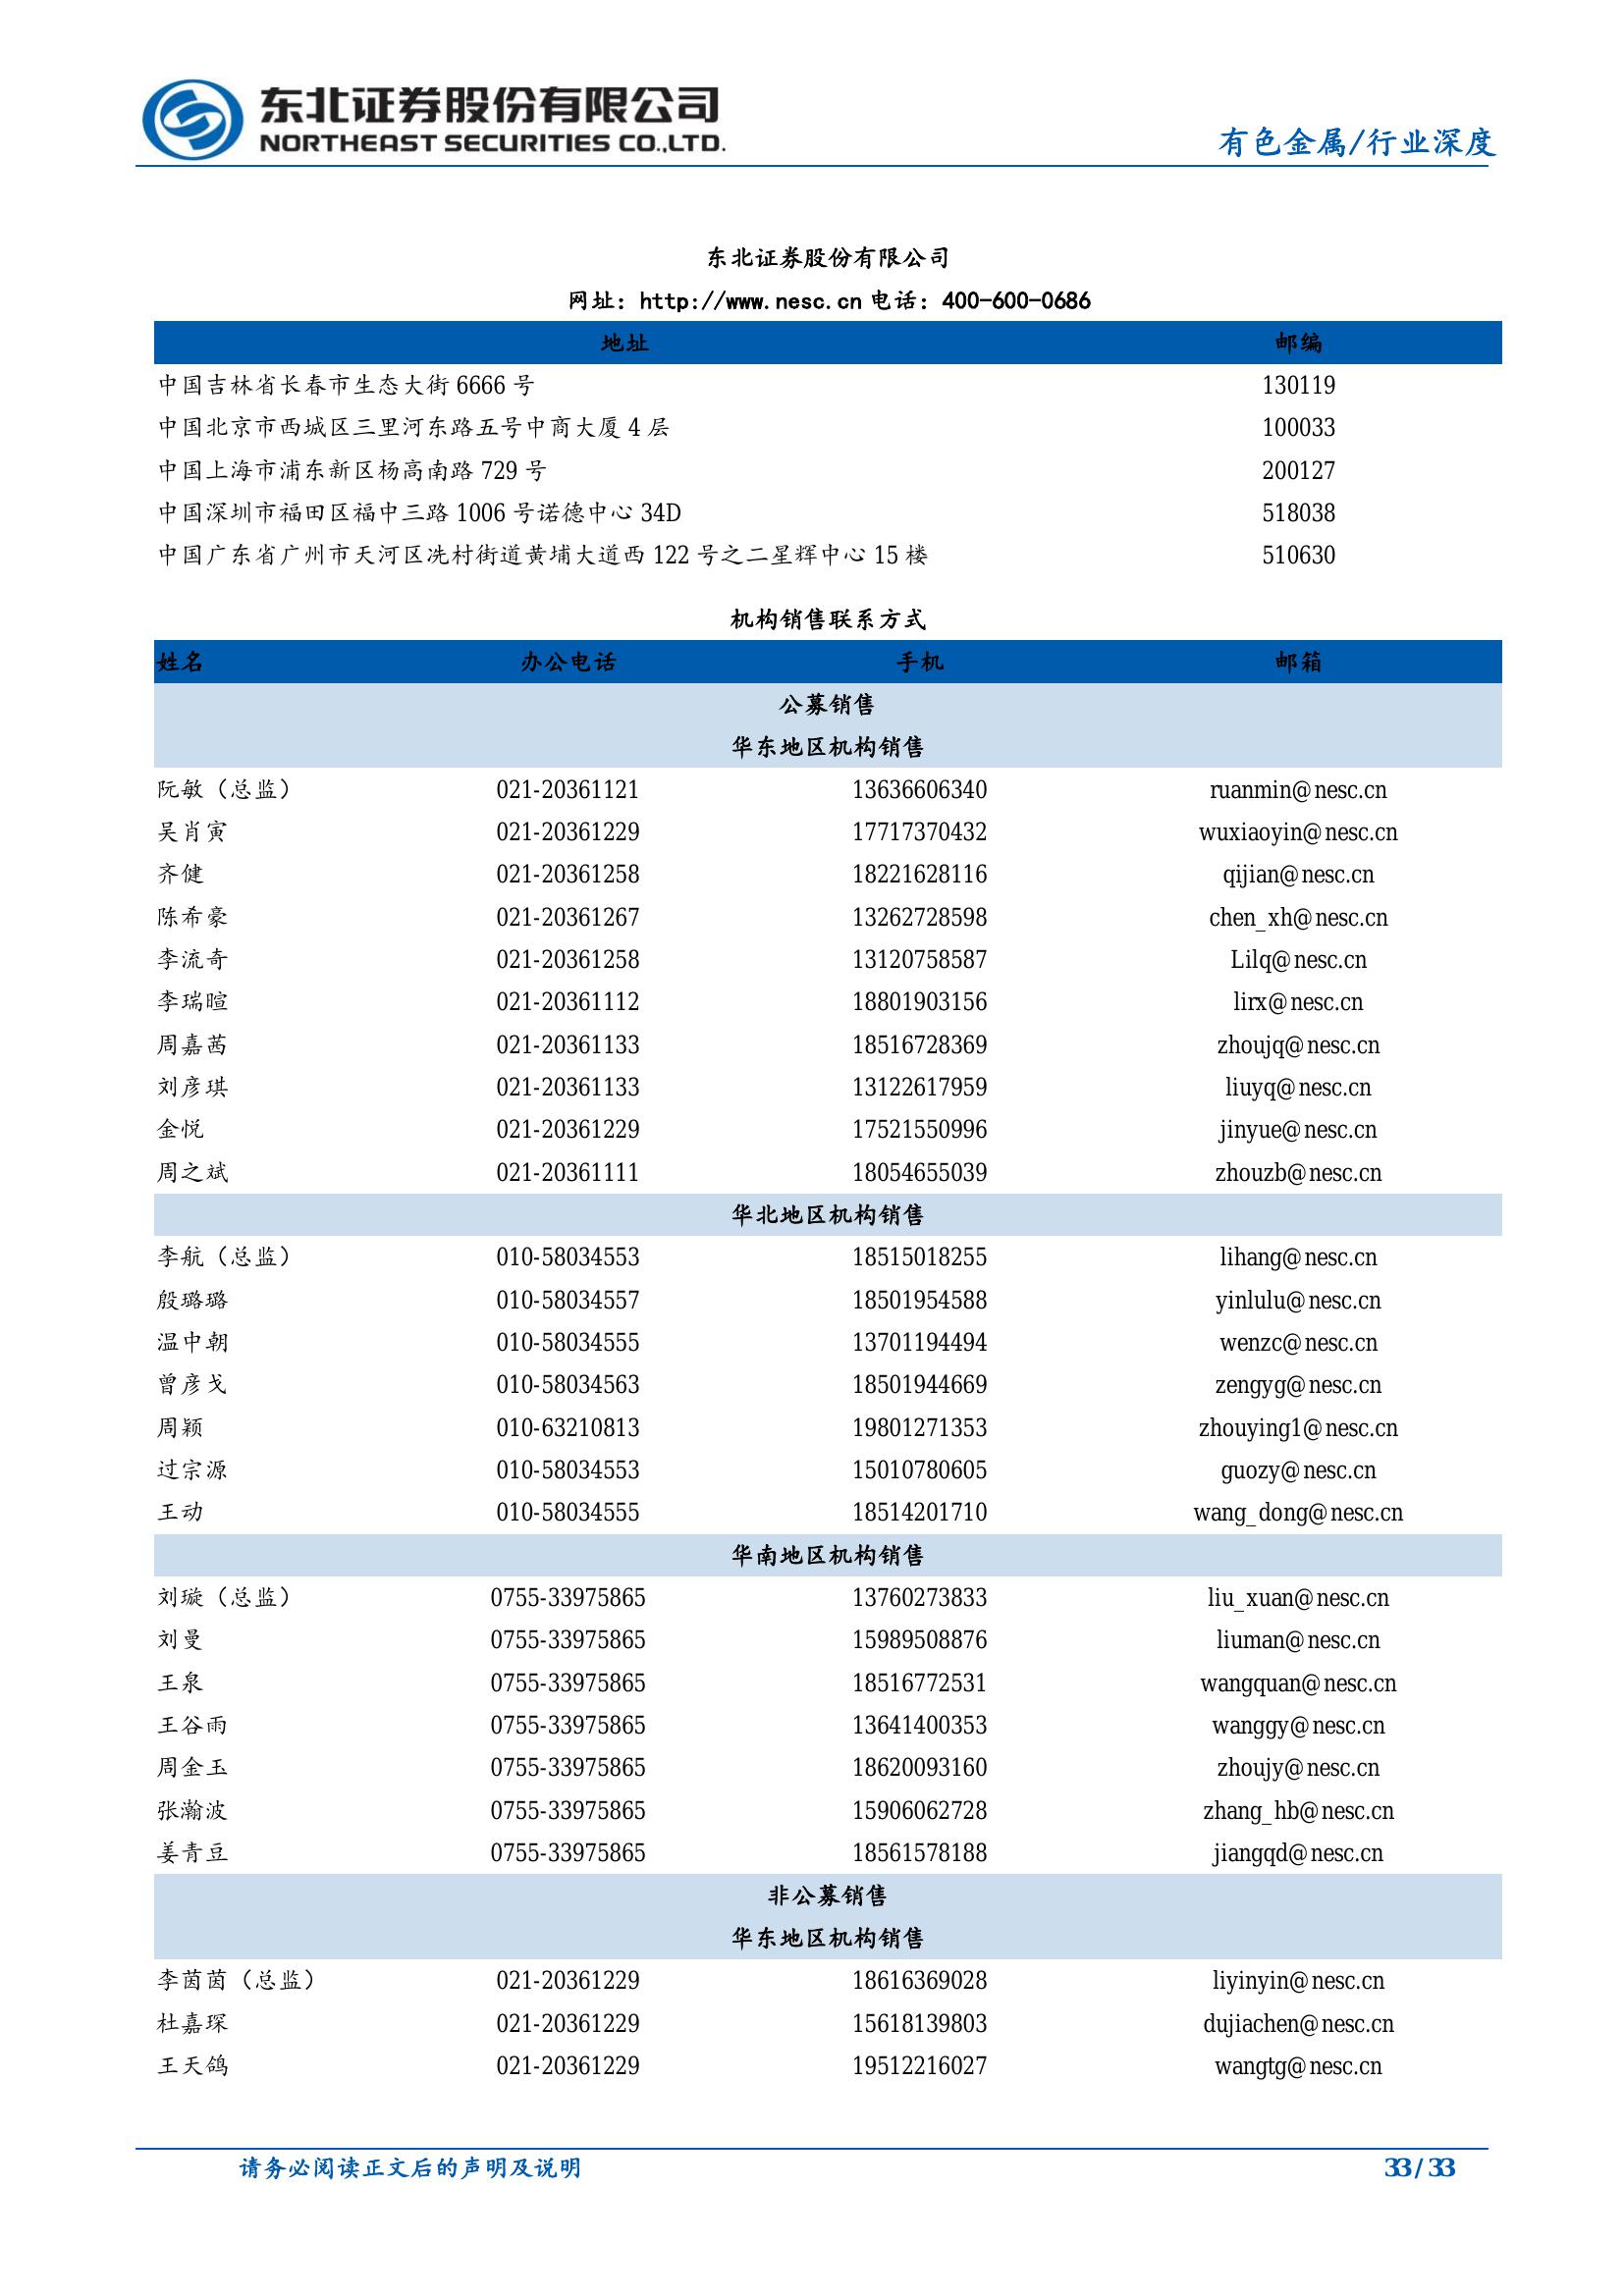 东北证券股份有限公司
NORTHEAST SECURITIES CO.,LTD.
有色金属/行业深度
东北证券股份有限公司
网址：http://www.nesc.cn 电话：400-600-0686
地址 邮编
中国吉林省长春市生态大街 6666 号 130119
中国北京市西城区三里河东路五号中商大厦 4 层 100033
中国上海市浦东新区杨高南路 729 号 200127
中国深圳市福田区福中三路 1006 号诺德中心 34D 518038
中国广东省广州市天河区冼村街道黄埔大道西 122 号之二星辉中心 15 楼 510630
机构销售联系方式
姓名 办公电话 手机 邮箱
公募销售
华东地区机构销售
阮敏（总监） 021-20361121 13636606340 ruanmin@nesc.cn
吴肖寅 021-20361229 17717370432 wuxiaoyin@nesc.cn
齐健 021-20361258 18221628116 qijian@nesc.cn
陈希豪 021-20361267 13262728598 chen_xh@nesc.cn
李流奇 021-20361258 13120758587 Lilq@nesc.cn
李瑞暄 021-20361112 18801903156 lirx@nesc.cn
周嘉茜 021-20361133 18516728369 zhoujq@nesc.cn
刘彦琪 021-20361133 13122617959 liuyq@nesc.cn
金悦 021-20361229 17521550996 jinyue@nesc.cn
周之斌 021-20361111 18054655039 zhouzb@nesc.cn
华北地区机构销售
李航（总监） 010-58034553 18515018255 lihang@nesc.cn
殷璐璐 010-58034557 18501954588 yinlulu@nesc.cn
温中朝 010-58034555 13701194494 wenzc@nesc.cn
曾彦戈 010-58034563 18501944669 zengyg@nesc.cn
周颖 010-63210813 19801271353 zhouying1@nesc.cn
过宗源 010-58034553 15010780605 guozy@nesc.cn
王动 010-58034555 18514201710 wang_dong@nesc.cn
华南地区机构销售
刘璇（总监） 0755-33975865 13760273833 liu_xuan@nesc.cn
刘曼 0755-33975865 15989508876 liuman@nesc.cn
王泉 0755-33975865 18516772531 wangquan@nesc.cn
王谷雨 0755-33975865 13641400353 wanggy@nesc.cn
周金玉 0755-33975865 18620093160 zhoujy@nesc.cn
张瀚波 0755-33975865 15906062728 zhang_hb@nesc.cn
姜青豆 0755-33975865 18561578188 jiangqd@nesc.cn
非公募销售
华东地区机构销售
李茵茵（总监） 021-20361229 18616369028 liyinyin@nesc.cn
杜嘉琛 021-20361229 15618139803 dujiachen@nesc.cn
王天鸽 021-20361229 19512216027 wangtg@nesc.cn
请务必阅读正文后的声明及说明 33 / 33